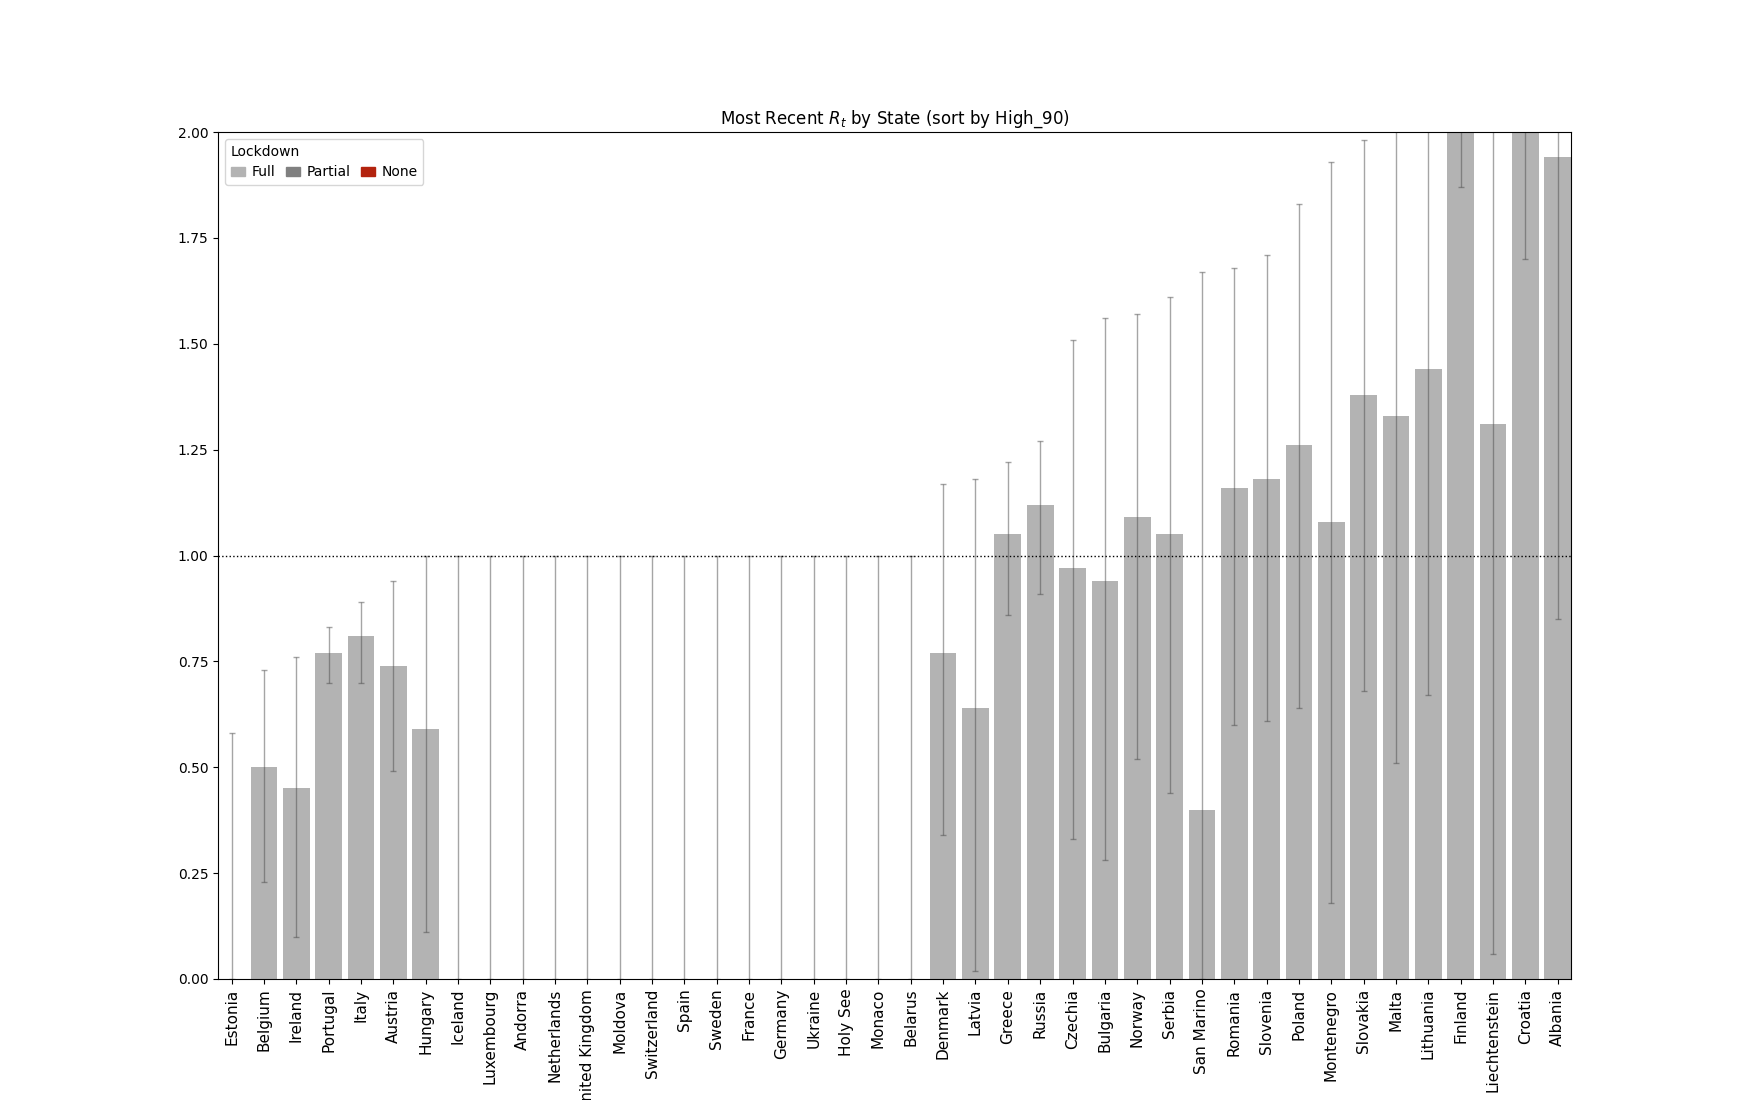 Most Recent R_t by State (sort by High_90)
Lockdown
Full Partial None
2.00
1.75
1.50
1.25
1.00
0.75
0.50
0.25
0.00
Estonia
Belgium
Ireland
Portugal
Italy
Austria
Hungary
Iceland
Luxembourg
Andorra
Netherlands
nited Kingdom
Moldova
Switzerland
Spain
Sweden
France
Germany
Ukraine
Holy See
Monaco
Belarus
Denmark
Latvia
Greece
Russia
Czechia
Bulgaria
Norway
Serbia
San Marino
Romania
Slovenia
Poland
Montenegro
Slovakia
Malta
Lithuania
Finland
Liechtenstein
Croatia
Albania